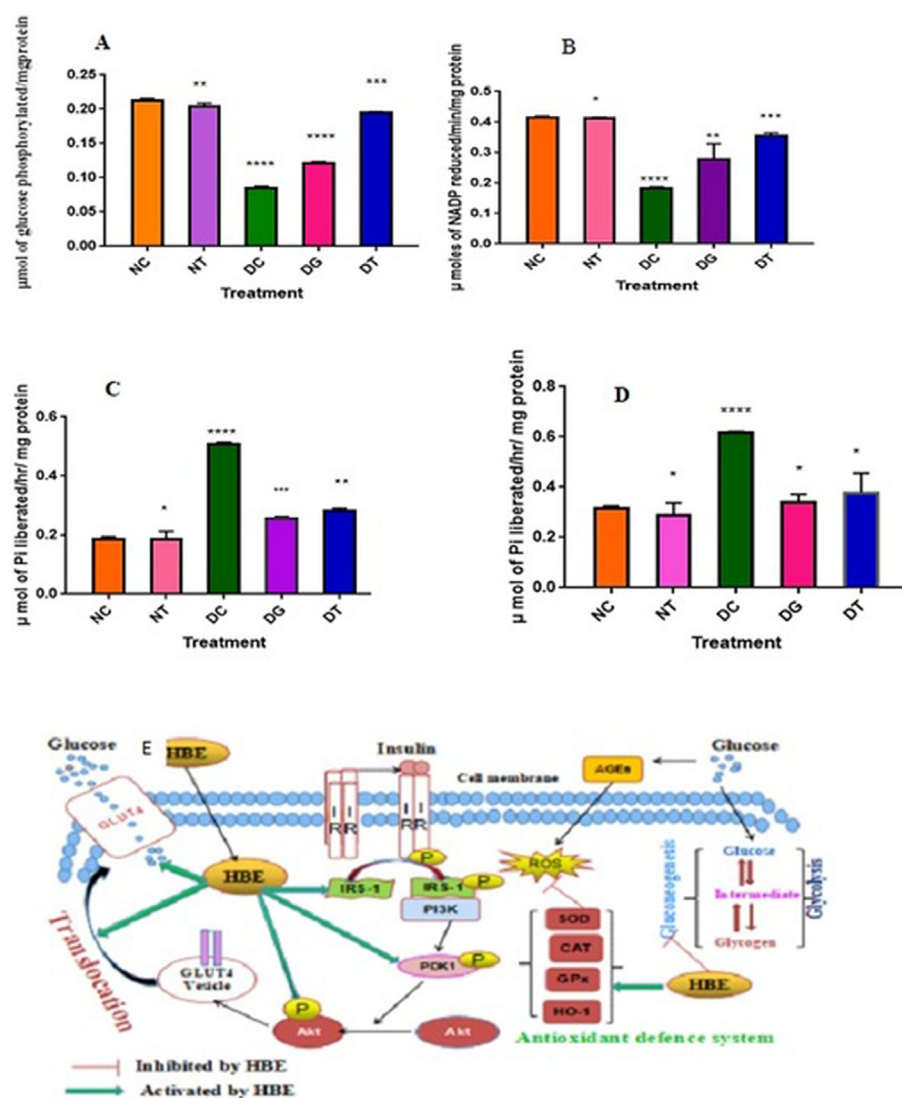 A
µmol of glucose phosphorylated/mgprotein
0.25
0.20
0.15
0.10
0.05
0.00
**
****
****
***
NC
NT
DC
DG
DT
Treatment
B
µ moles of NADP reduced/min/mg protein
0.5
0.4
0.3
0.2
0.1
0.0
*
****
**
***
NC
NT
DC
DG
DT
Treatment
C
µ mol of Pi liberated/hr/ mg protein
0.6
0.4
0.2
0.0
*
****
***
**
NC
NT
DC
DG
DT
Treatment
D
µ mol of Pi liberated/hr/ mg protein
0.8
0.6
0.4
0.2
0.0
*
****
*
*
NC
NT
DC
DG
DT
Treatment
E
Glucose
HBE
Insulin
Cell membrane
AGEs
Glucose
GLUT4
I I
R R
I I
R R
P
HBE
IRS-1
IRS-1
P
PI3K
ROS
Gluconeogenesis
Glucose
Intermediate
Glycogen
Glycolysis
Translocation
GLUT4
Vesicle
PDK1
P
SOD
CAT
GPx
HO-1
HBE
P
Akt
Akt
Antioxidant defence system
Inhibited by HBE
Activated by HBE